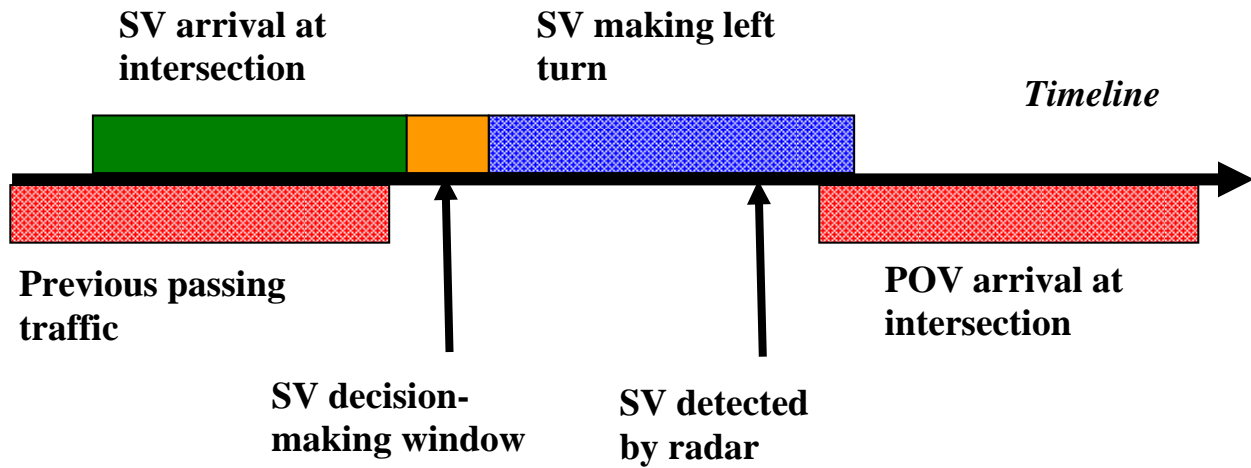 SV arrival at
intersection
SV making left
turn
Timeline
Previous passing
traffic
POV arrival at
intersection
SV decision-
making window
SV detected
by radar